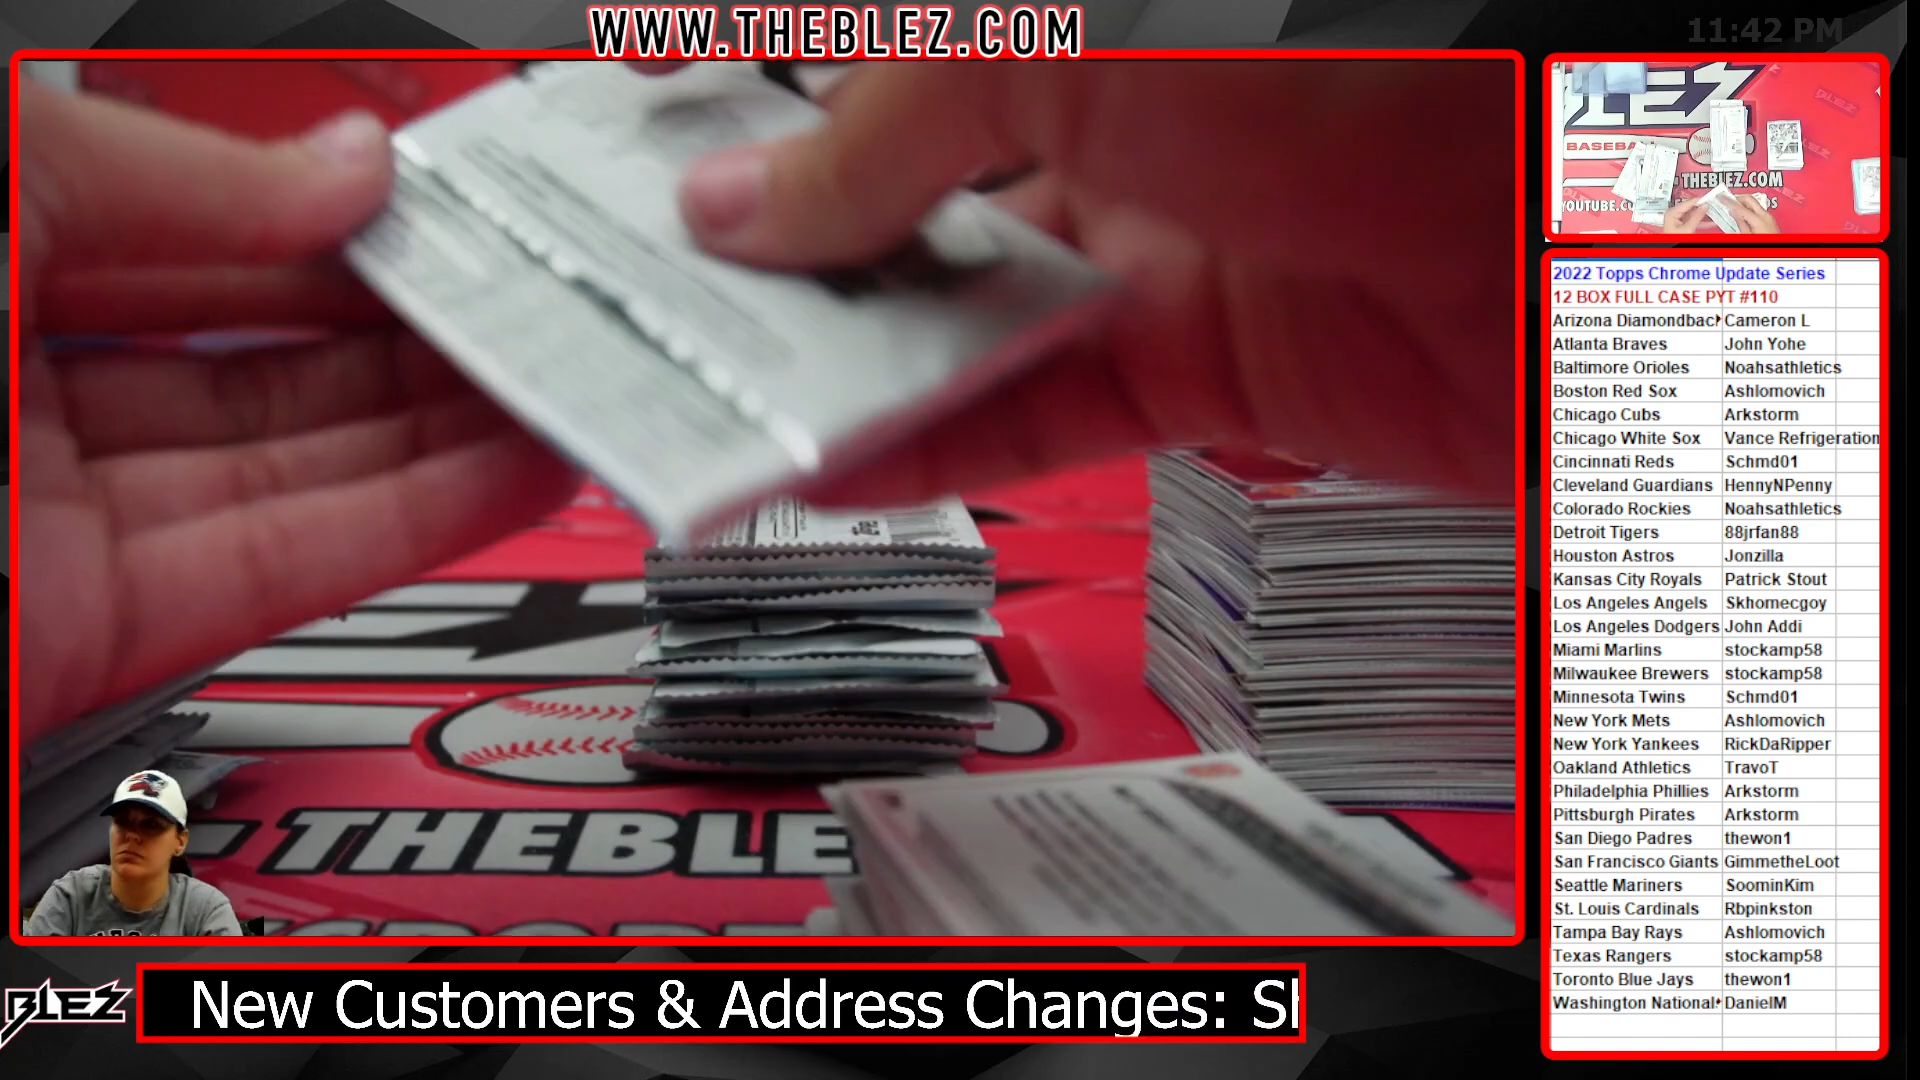 WWW.THEBLEZ.COM
11:42 PM
BLEZ
BASEBA
THEBLEZ.COM
YOUTUBE.C
2022 Topps Chrome Update Series
12 BOX FULL CASE PYT #110
Arizona Diamondbac Cameron L
Atlanta Braves John Yohe
Baltimore Orioles Noahsathletics
Boston Red Sox Ashlomovich
Chicago Cubs Arkstorm
Chicago White Sox Vance Refrigeration
Cincinnati Reds Schmd01
Cleveland Guardians HennyNPenny
Colorado Rockies Noahsathletics
Detroit Tigers 88jrfan88
Houston Astros Jonzilla
Kansas City Royals Patrick Stout
Los Angeles Angels Skhomecgoy
Los Angeles Dodgers John Addi
Miami Marlins stockamp58
Milwaukee Brewers stockamp58
Minnesota Twins Schmd01
New York Mets Ashlomovich
New York Yankees RickDaRipper
Oakland Athletics TravoT
Philadelphia Phillies Arkstorm
Pittsburgh Pirates Arkstorm
San Diego Padres thewon1
San Francisco Giants GimmetheLoot
Seattle Mariners SoominKim
St. Louis Cardinals Rbpinkston
Tampa Bay Rays Ashlomovich
Texas Rangers stockamp58
Toronto Blue Jays thewon1
Washington National DanielM
THEBLE
BLEZ
New Customers & Address Changes: Sh